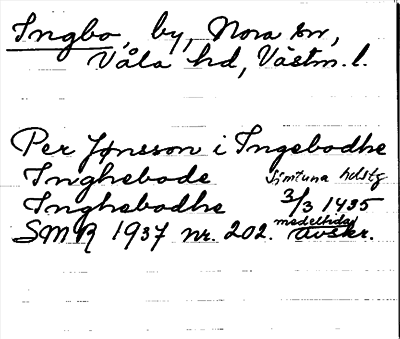 Ingbo, by, Nora sn,
Våla hd, Västm. l.
Per Jönsson i Ingebodhe
Inghebode Simtuna hdstg
Inghebodhe 3/3 1435
SMR 1937 nr. 202. medeltida avskr.